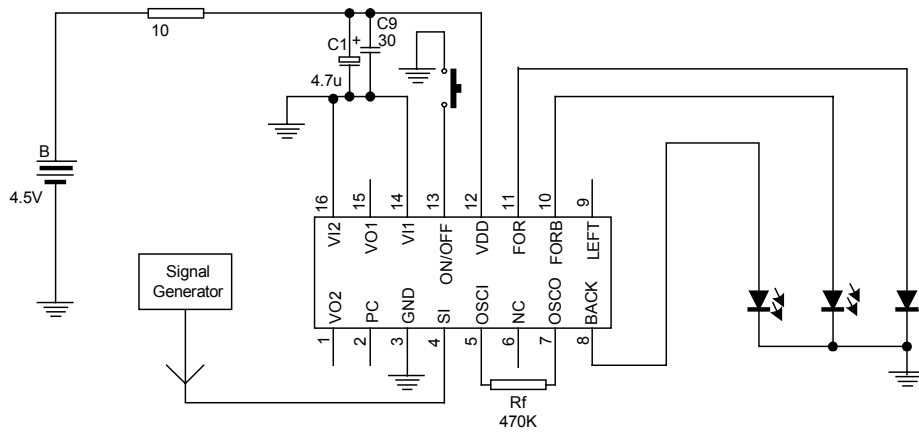 10
C1
+
C9
30
4.7u
B
4.5V
16
15
14
13
12
11
10
9
VI2
VO1
VI1
ON/OFF
VDD
FOR
FORB
LEFT
Signal
Generator
VO2
PC
GND
SI
OSCI
NC
OSCO
BACK
1
2
3
4
5
6
7
8
Rf
470K